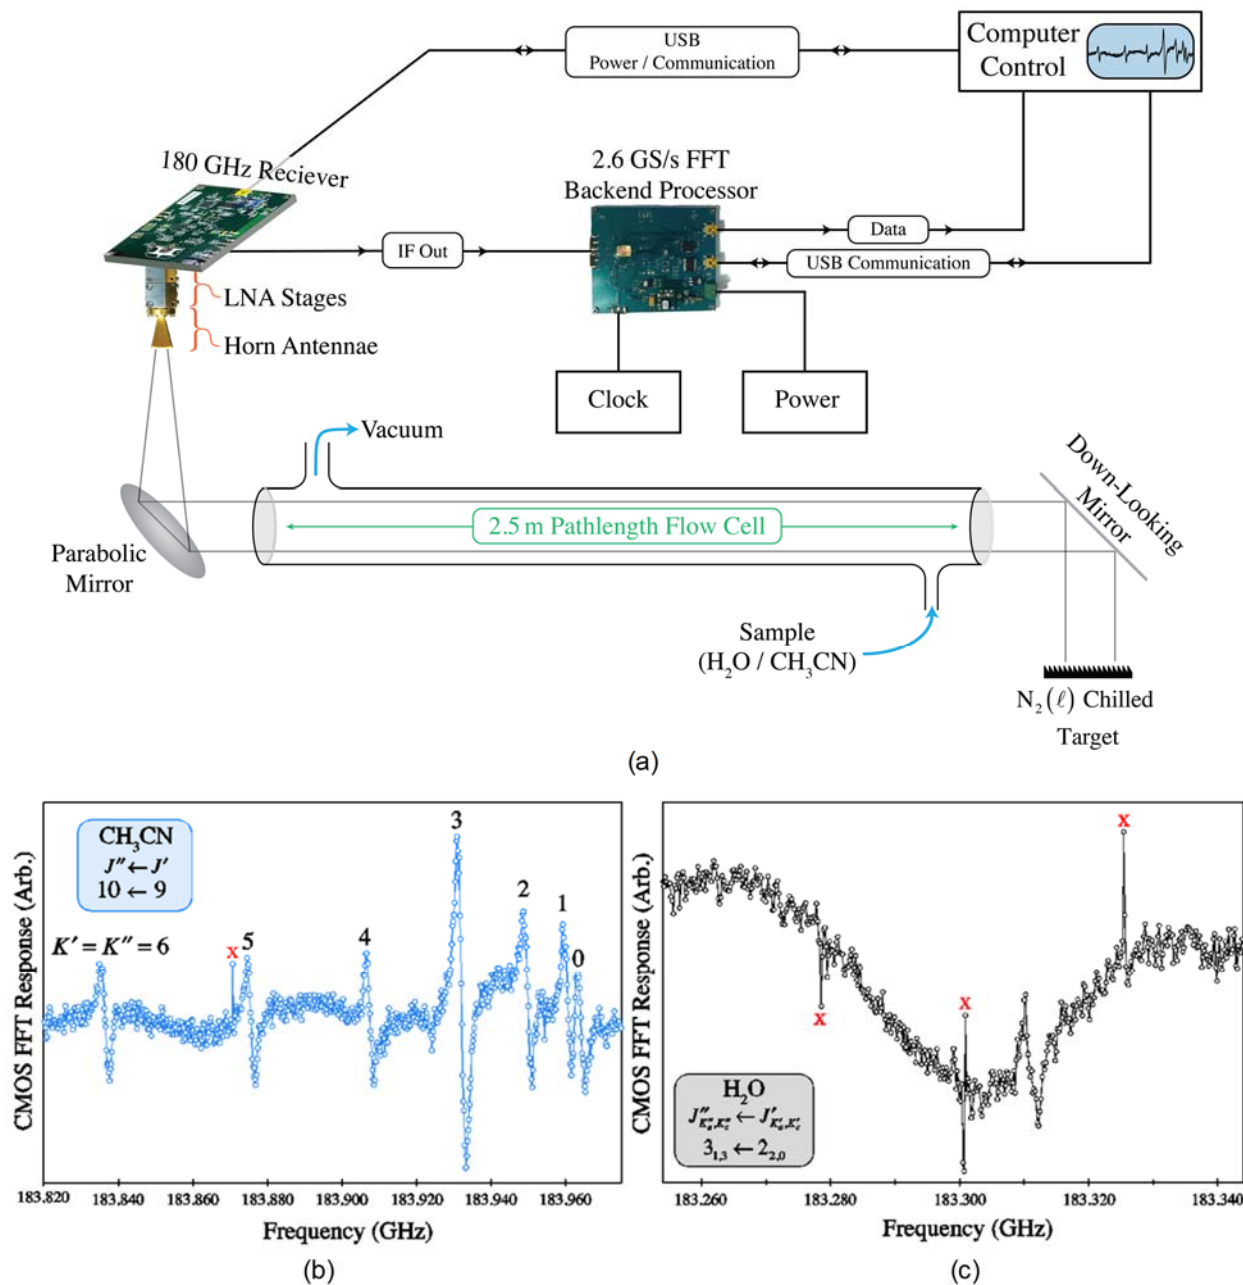 USB
Power / Communication
Computer
Control
180 GHz Reciever
2.6 GS/s FFT
Backend Processor
IF Out
Data
USB Communication
LNA Stages
Horn Antennae
Clock
Power
Vacuum
2.5 m Pathlength Flow Cell
Down-Looking
Mirror
Parabolic
Mirror
Sample
(H₂O / CH₃CN)
N₂(ℓ) Chilled
Target
(a)
CMOS FFT Response (Arb.)
CH₃CN
J″ ← J′
10 ← 9
K′ = K″ = 6
x
5
4
3
2
1
0
183.820
183.840
183.860
183.880
183.900
183.920
183.940
183.960
Frequency (GHz)
(b)
CMOS FFT Response (Arb.)
x
x
x
H₂O
J″K″ₐ,K″c ← J′K′ₐ,K′c
3₁,₃ ← 2₂,₀
183.260
183.280
183.300
183.320
183.340
Frequency (GHz)
(c)